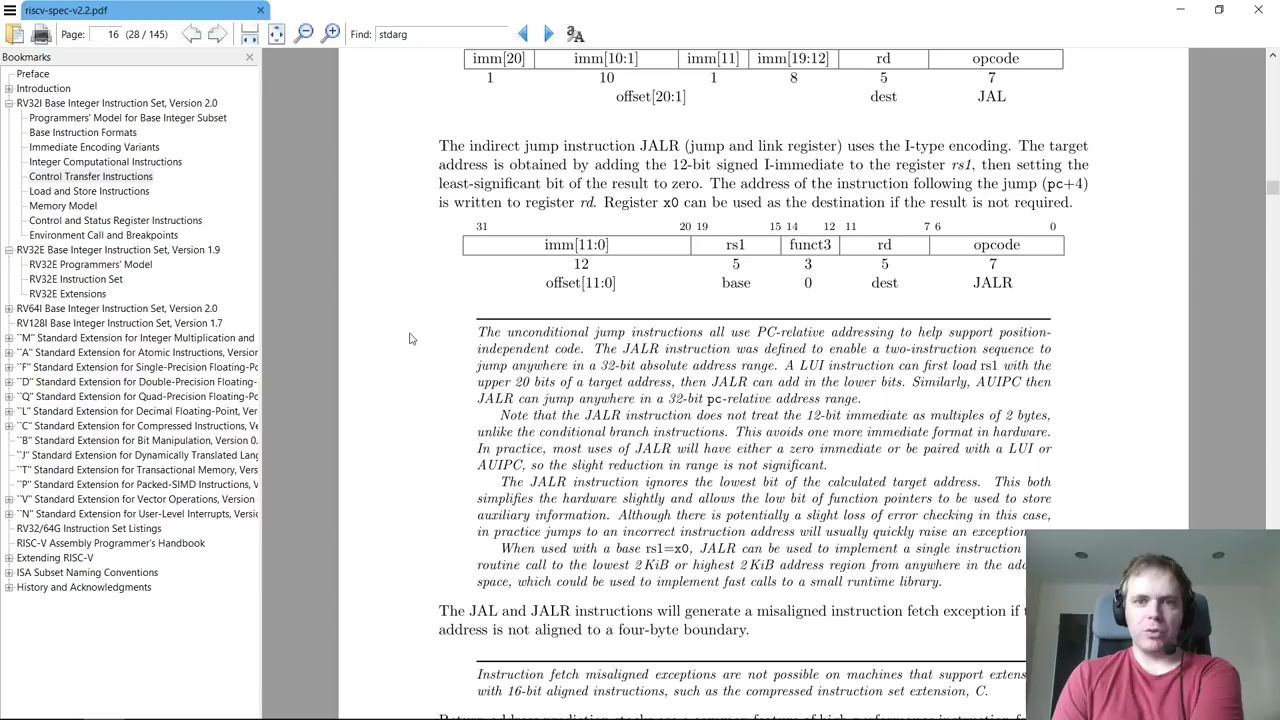 riscv-spec-v2.2.pdf
Page: 16 (28 / 145) Find: stdarg
Bookmarks
Preface
Introduction
RV32I Base Integer Instruction Set, Version 2.0
Programmers' Model for Base Integer Subset
Base Instruction Formats
Immediate Encoding Variants
Integer Computational Instructions
Control Transfer Instructions
Load and Store Instructions
Memory Model
Control and Status Register Instructions
Environment Call and Breakpoints
RV32E Base Integer Instruction Set, Version 1.9
RV32E Programmers' Model
RV32E Instruction Set
RV32E Extensions
RV64I Base Integer Instruction Set, Version 2.0
RV128I Base Integer Instruction Set, Version 1.7
``M'' Standard Extension for Integer Multiplication and
``A'' Standard Extension for Atomic Instructions, Version
``F'' Standard Extension for Single-Precision Floating-Po
``D'' Standard Extension for Double-Precision Floating-
``Q'' Standard Extension for Quad-Precision Floating-Po
``L'' Standard Extension for Decimal Floating-Point, Ver
``C'' Standard Extension for Compressed Instructions, Ve
``B'' Standard Extension for Bit Manipulation, Version 0.
``J'' Standard Extension for Dynamically Translated Lang
``T'' Standard Extension for Transactional Memory, Vers
``P'' Standard Extension for Packed-SIMD Instructions, V
``V'' Standard Extension for Vector Operations, Version
``N'' Standard Extension for User-Level Interrupts, Versi
RV32/64G Instruction Set Listings
RISC-V Assembly Programmer's Handbook
Extending RISC-V
ISA Subset Naming Conventions
History and Acknowledgments
imm[20] imm[10:1] imm[11] imm[19:12] rd opcode
1 10 1 8 5 7
offset[20:1] dest JAL
The indirect jump instruction JALR (jump and link register) uses the I-type encoding. The target
address is obtained by adding the 12-bit signed I-immediate to the register rs1, then setting the
least-significant bit of the result to zero. The address of the instruction following the jump (pc+4)
is written to register rd. Register x0 can be used as the destination if the result is not required.
31 20 19 15 14 12 11 7 6 0
imm[11:0] rs1 funct3 rd opcode
12 5 3 5 7
offset[11:0] base 0 dest JALR
The unconditional jump instructions all use PC-relative addressing to help support position-
independent code. The JALR instruction was defined to enable a two-instruction sequence to
jump anywhere in a 32-bit absolute address range. A LUI instruction can first load rs1 with the
upper 20 bits of a target address, then JALR can add in the lower bits. Similarly, AUIPC then
JALR can jump anywhere in a 32-bit pc-relative address range.
Note that the JALR instruction does not treat the 12-bit immediate as multiples of 2 bytes,
unlike the conditional branch instructions. This avoids one more immediate format in hardware.
In practice, most uses of JALR will have either a zero immediate or be paired with a LUI or
AUIPC, so the slight reduction in range is not significant.
The JALR instruction ignores the lowest bit of the calculated target address. This both
simplifies the hardware slightly and allows the low bit of function pointers to be used to store
auxiliary information. Although there is potentially a slight loss of error checking in this case,
in practice jumps to an incorrect instruction address will usually quickly raise an exception
When used with a base rs1=x0, JALR can be used to implement a single instruction
routine call to the lowest 2 KiB or highest 2 KiB address region from anywhere in the add
space, which could be used to implement fast calls to a small runtime library.
The JAL and JALR instructions will generate a misaligned instruction fetch exception if
address is not aligned to a four-byte boundary.
Instruction fetch misaligned exceptions are not possible on machines that support extens
with 16-bit aligned instructions, such as the compressed instruction set extension, C.